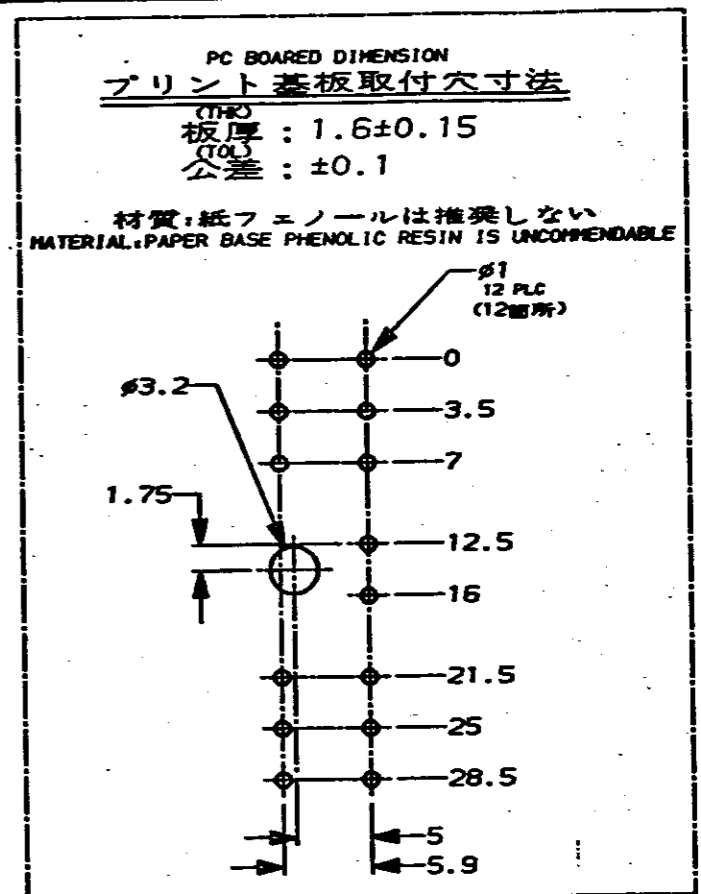 PC BOARED DIMENSION
プリント基板取付穴寸法
(THK)
板厚 : 1.6±0.15
(TOL)
公差 : ±0.1
材質:紙フェノールは推奨しない
MATERIAL:PAPER BASE PHENOLIC RESIN IS UNCOMMENDABLE
ø1
12 PLC
(12箇所)
0
ø3.2
3.5
7
1.75
12.5
16
21.5
25
28.5
5
5.9